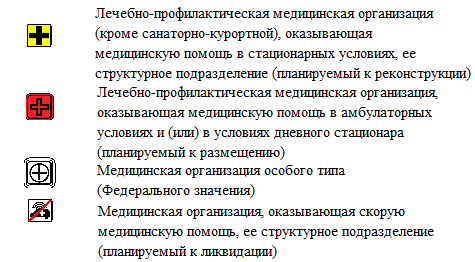 Лечебно-профилактическая медицинская организация
(кроме санаторно-курортной), оказывающая
медицинскую помощь в стационарных условиях, ее
структурное подразделение (планируемый к реконструкции)
Лечебно-профилактическая медицинская организация,
оказывающая медицинскую помощь в амбулаторных
условиях и (или) в условиях дневного стационара
(планируемый к размещению)
Медицинская организация особого типа
(Федерального значения)
Медицинская организация, оказывающая скорую
медицинскую помощь, ее структурное подразделение
(планируемый к ликвидации)